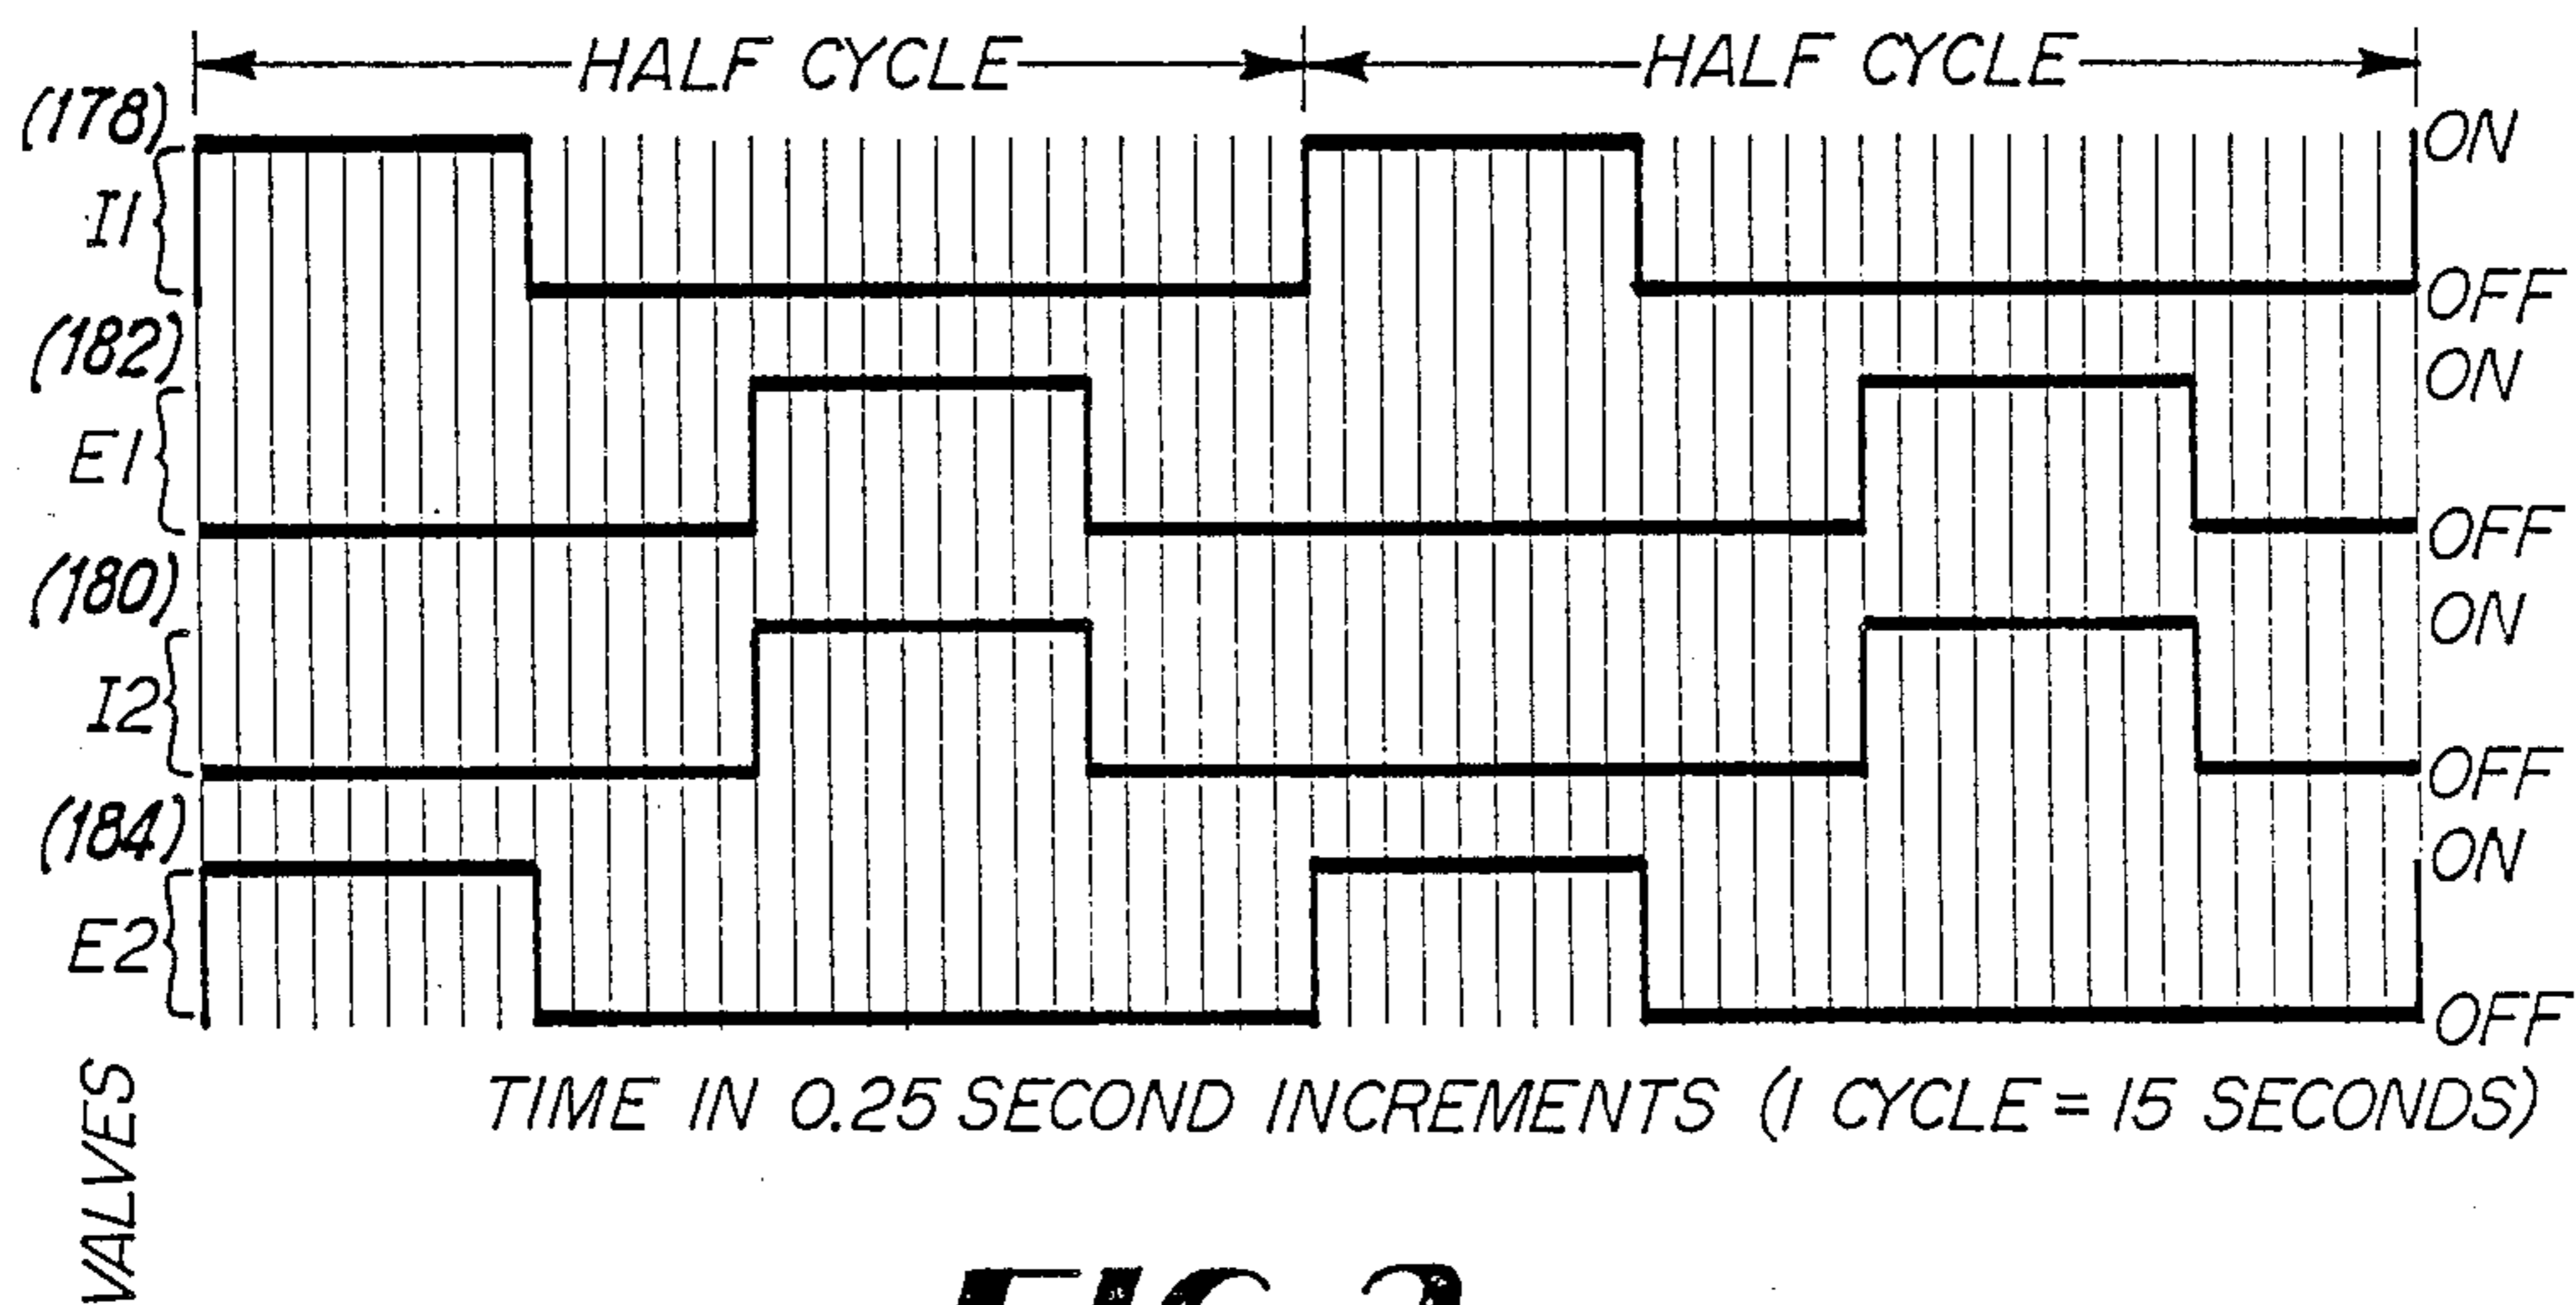 HALF CYCLE HALF CYCLE
(178) ON
I1
OFF
(182) ON
E1
OFF
(180) ON
I2
OFF
(184) ON
E2
OFF
TIME IN 0.25 SECOND INCREMENTS (1 CYCLE = 15 SECONDS)
VALVES